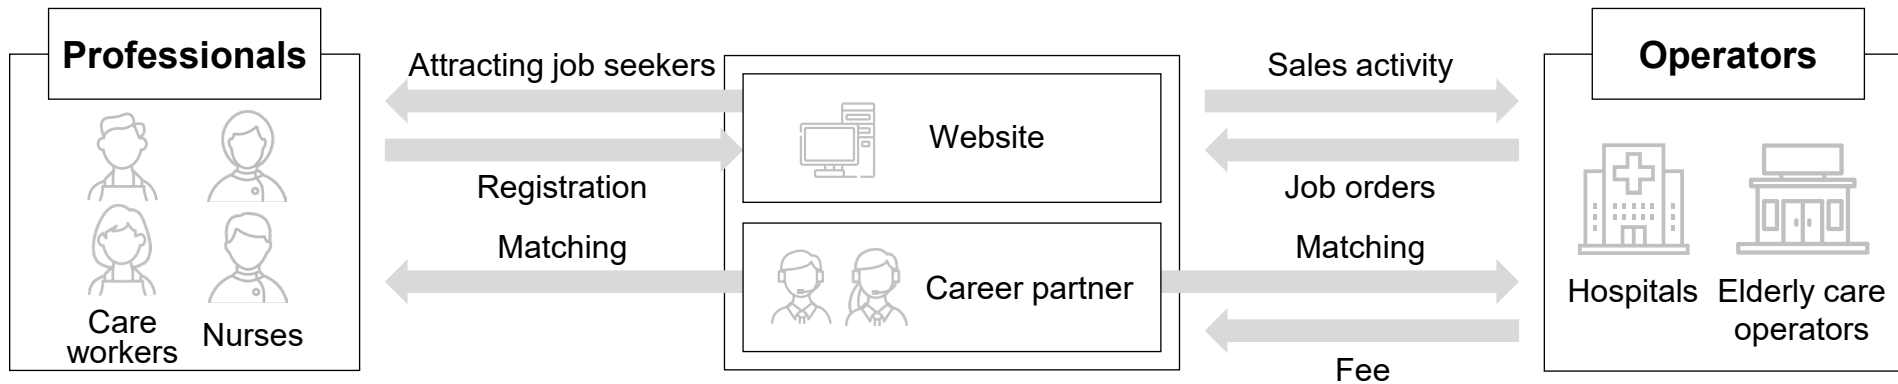 Professionals
Care
workers
Nurses
Attracting job seekers
Registration
Matching
Website
Career partner
Sales activity
Job orders
Matching
Fee
Operators
Hospitals
Elderly care
operators